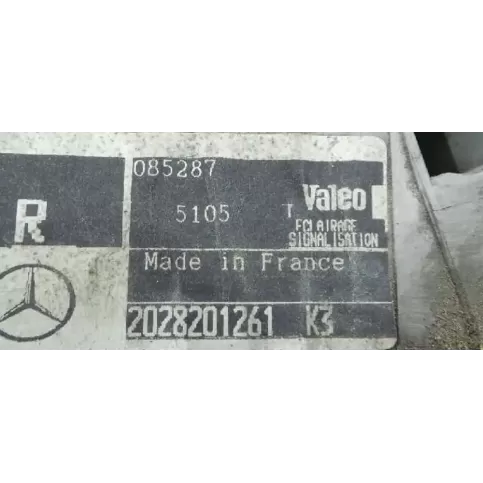 085287
R
5105 T Valeo
ECLAIRAGE
SIGNALISATION
Made in France
2028201261 K3